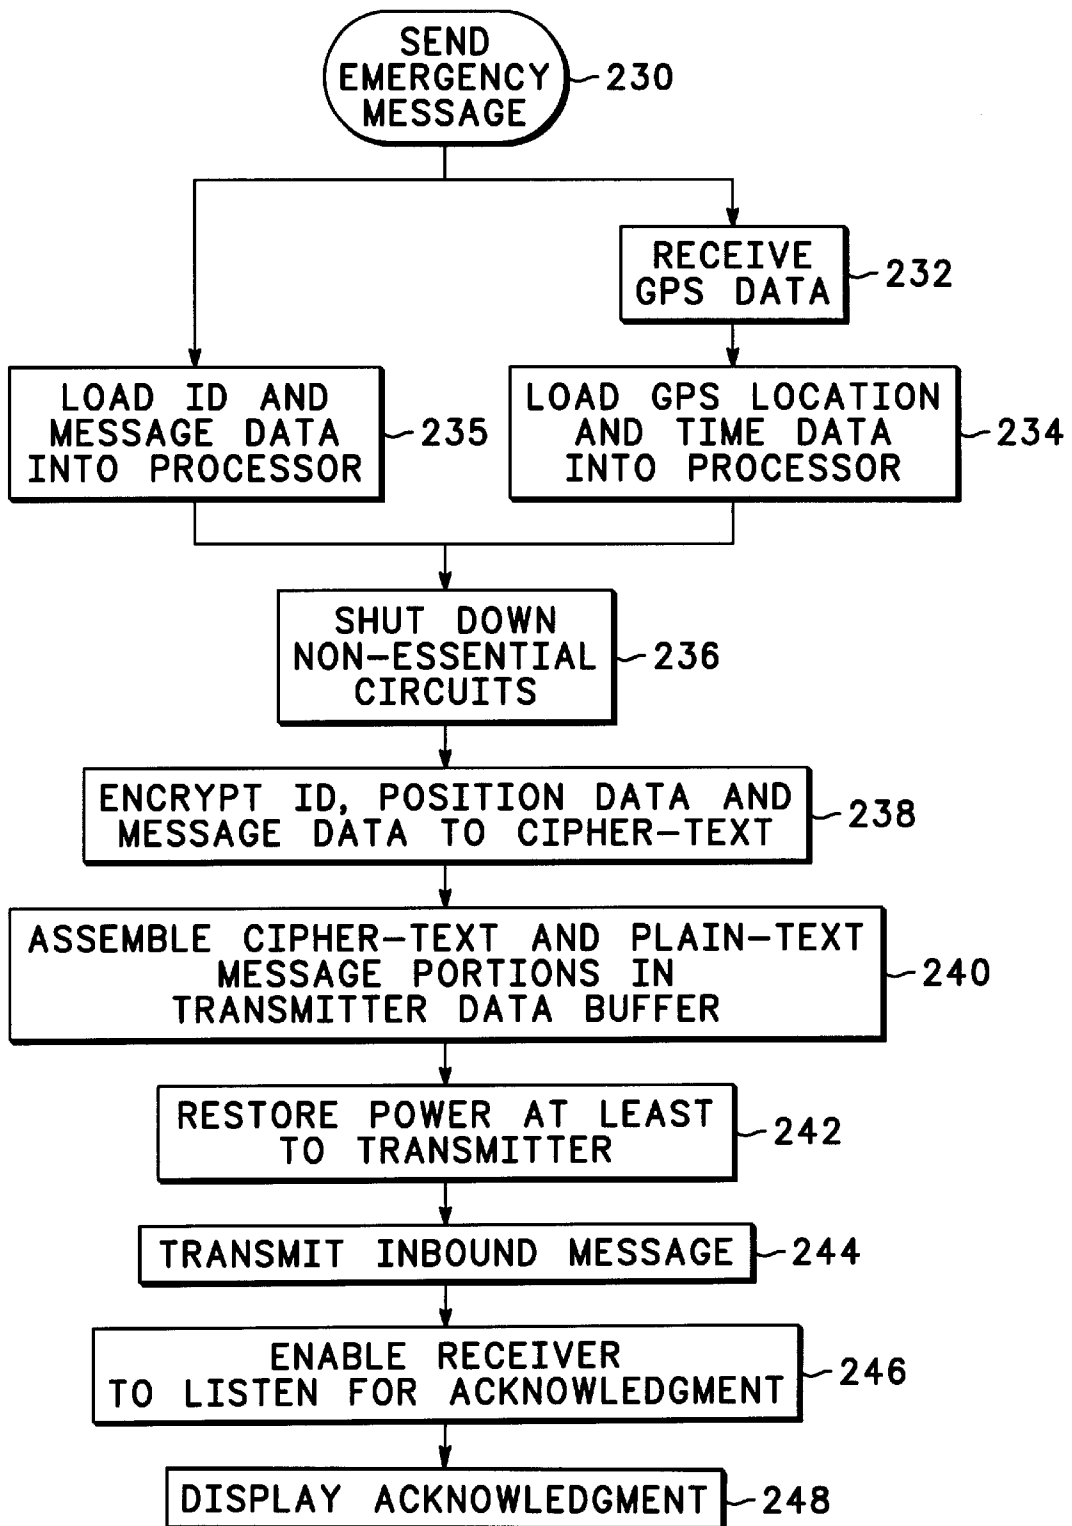 SEND
EMERGENCY
MESSAGE
230
RECEIVE
GPS DATA
232
LOAD ID AND
MESSAGE DATA
INTO PROCESSOR
235
LOAD GPS LOCATION
AND TIME DATA
INTO PROCESSOR
234
SHUT DOWN
NON-ESSENTIAL
CIRCUITS
236
ENCRYPT ID, POSITION DATA AND
MESSAGE DATA TO CIPHER-TEXT
238
ASSEMBLE CIPHER-TEXT AND PLAIN-TEXT
MESSAGE PORTIONS IN
TRANSMITTER DATA BUFFER
240
RESTORE POWER AT LEAST
TO TRANSMITTER
242
TRANSMIT INBOUND MESSAGE
244
ENABLE RECEIVER
TO LISTEN FOR ACKNOWLEDGMENT
246
DISPLAY ACKNOWLEDGMENT
248